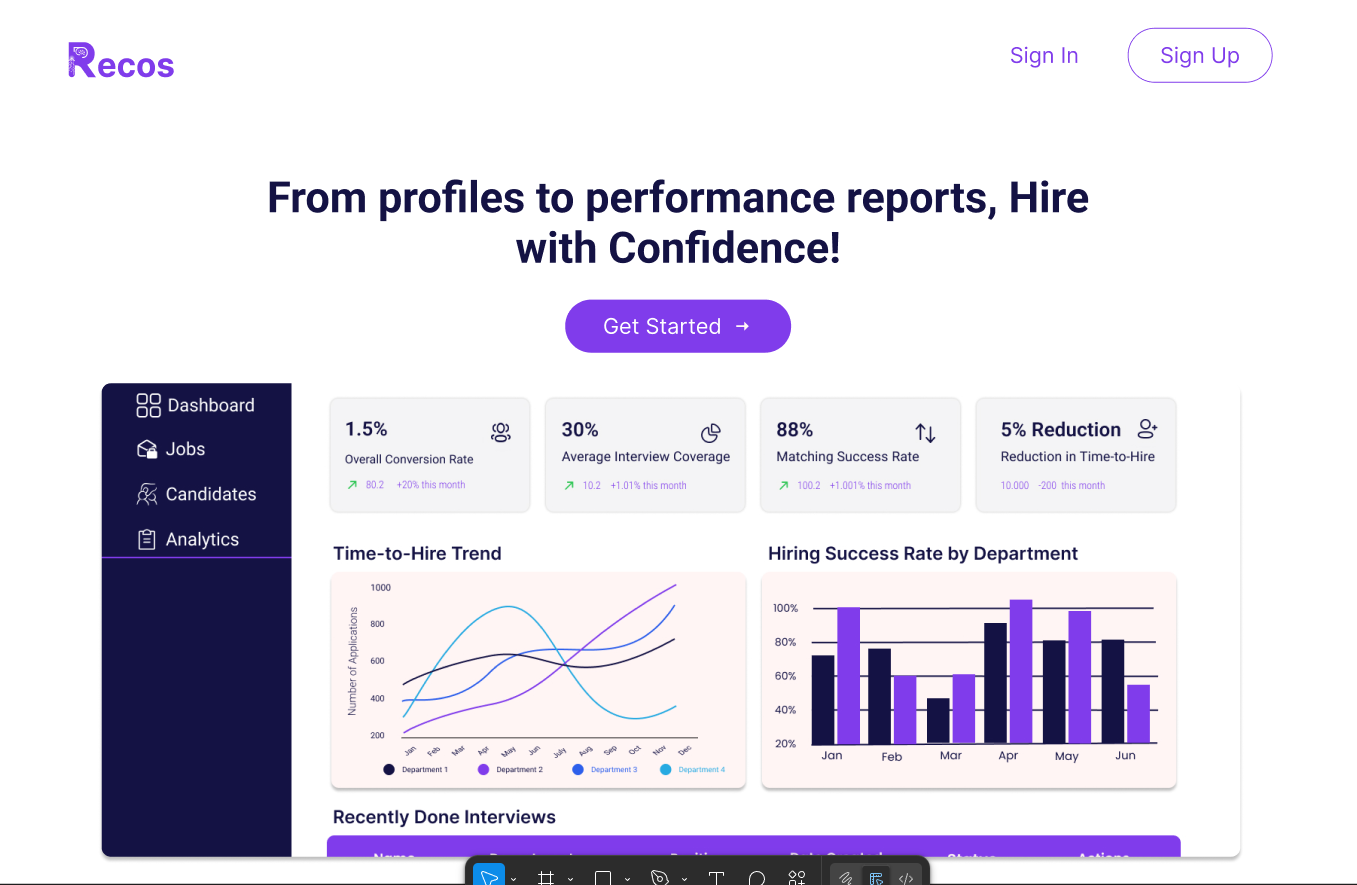 Recos
Sign In
Sign Up
From profiles to performance reports, Hire
with Confidence!
Get Started →
Dashboard
Jobs
Candidates
Analytics
1.5%
Overall Conversion Rate
80.2 +20% this month
30%
Average Interview Coverage
10.2 +1.01% this month
88%
Matching Success Rate
100.2 +1.001% this month
5% Reduction
Reduction in Time-to-Hire
10.000 -200 this month
Time-to-Hire Trend
Number of Applications
1000
800
600
400
200
Jan Feb Mar Apr May Jun July Aug Sep Oct Nov Dec
Department 1 Department 2 Department 3 Department 4
Hiring Success Rate by Department
100%
80%
60%
40%
20%
Jan Feb Mar Apr May Jun
Recently Done Interviews
Name Status Actions